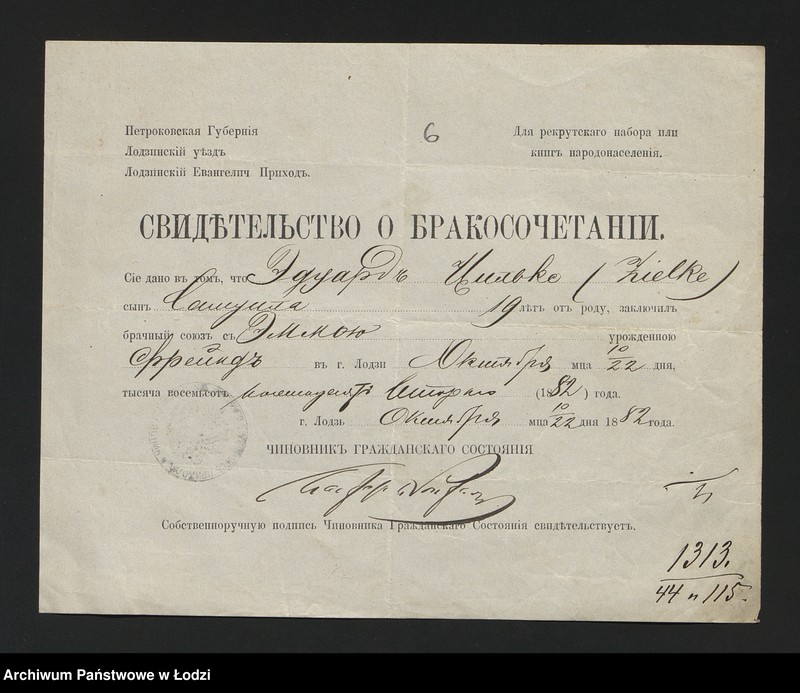 Петроковская Губернія
Лодзинскій уѣздъ
Лодзинскій Евангелич Приходъ.
6
Для рекрутскаго набора или
книгъ народонаселенія.
СВИДѢТЕЛЬСТВО О БРАКОСОЧЕТАНІИ.
Сіе дано въ томъ, что Эдуардъ Цильке (Zielke)
сынъ Самуила 19 лѣтъ отъ роду, заключилъ
брачный союзъ съ Эммою урожденною
Фрейндъ въ г. Лодзи Октября мца 10/22 дня,
тысяча восемьсотъ восемдесятъ втораго (1882) года.
г. Лодзь Октября мца 10/22 дня 1882 года.
ЧИНОВНИКЪ ГРАЖДАНСКАГО СОСТОЯНІЯ
Собственноручную подпись Чиновника Гражданскаго Состоянія свидѣтельствуетъ.
1313.
44 и 115.
Archiwum Państwowe w Łodzi